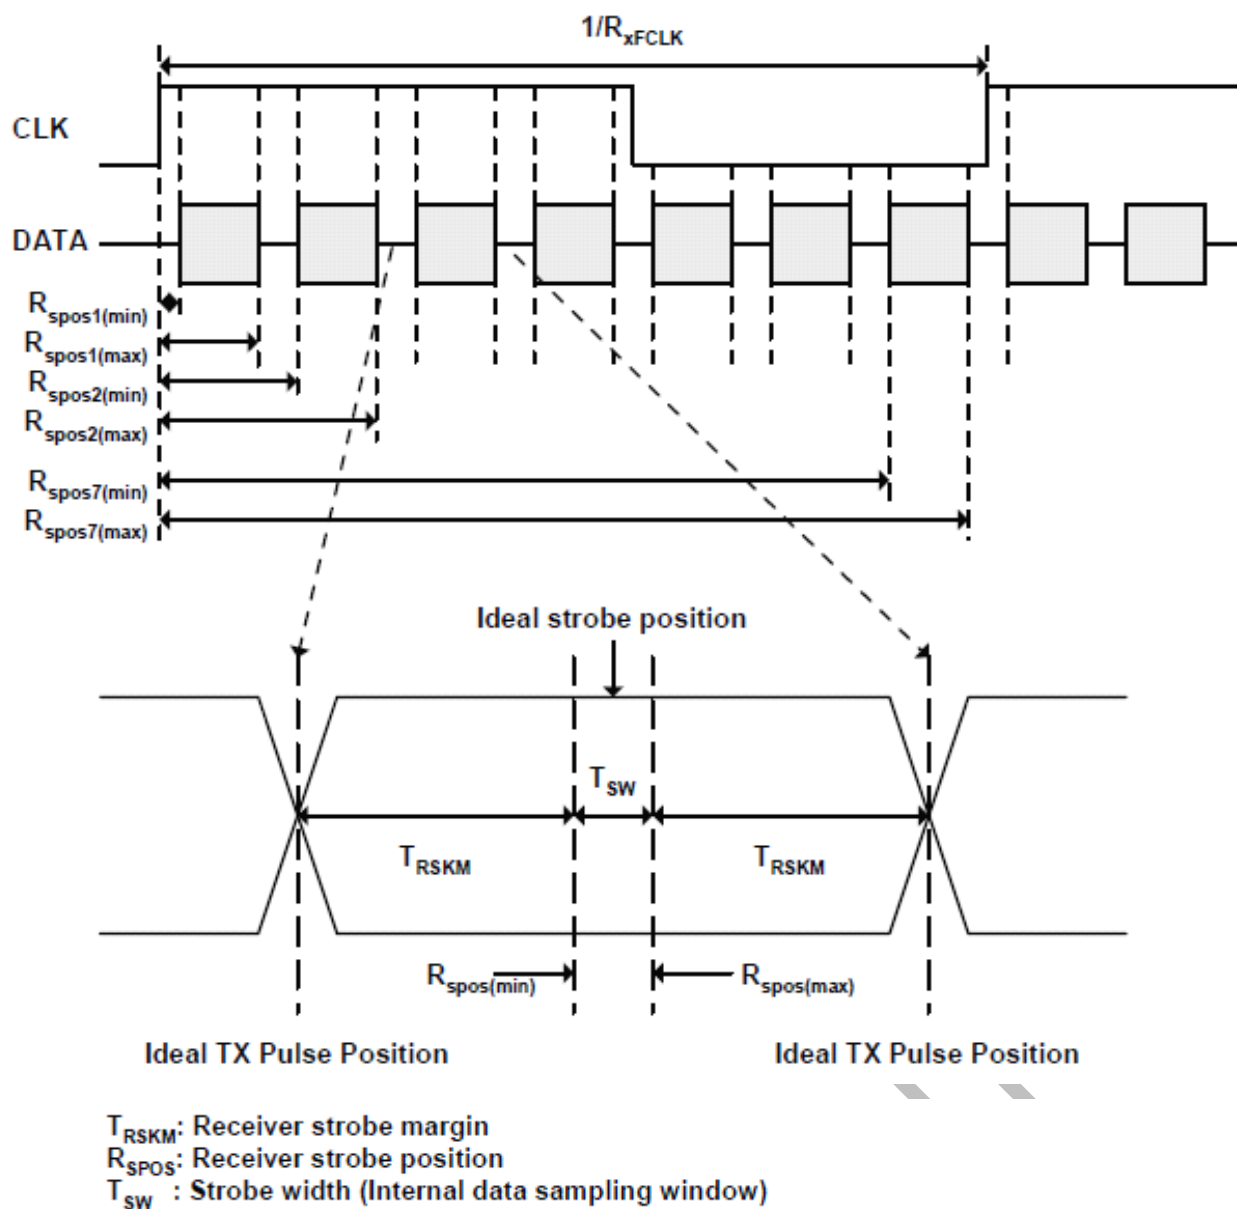 1/RxFCLK
CLK
DATA
Rspos1(min)
Rspos1(max)
Rspos2(min)
Rspos2(max)
Rspos7(min)
Rspos7(max)
Ideal strobe position
TSW
TRSKM TRSKM
Rspos(min) Rspos(max)
Ideal TX Pulse Position Ideal TX Pulse Position
TRSKM: Receiver strobe margin
RSPOS: Receiver strobe position
TSW : Strobe width (Internal data sampling window)